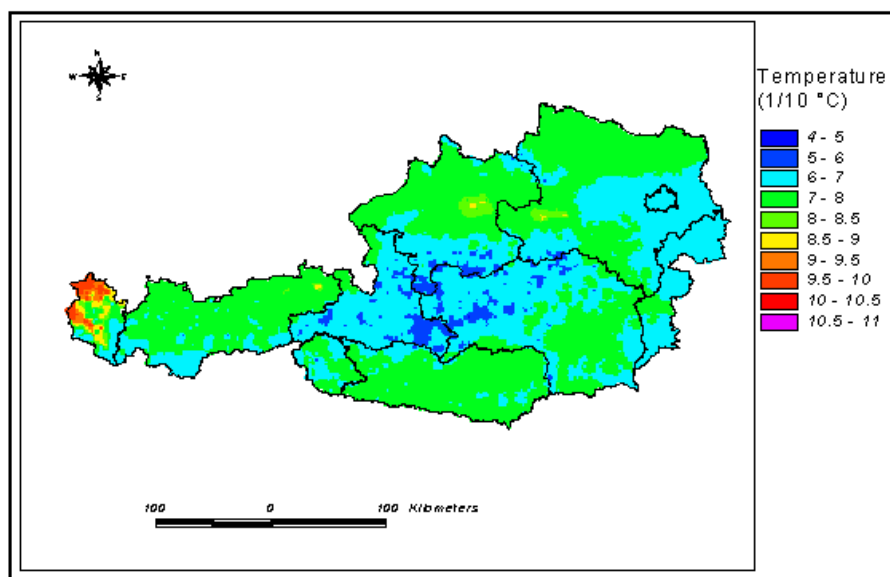 N
W E
S
Temperature
(1/10 °C)
4 - 5
5 - 6
6 - 7
7 - 8
8 - 8.5
8.5 - 9
9 - 9.5
9.5 - 10
10 - 10.5
10.5 - 11
100 0 100 Kilometers